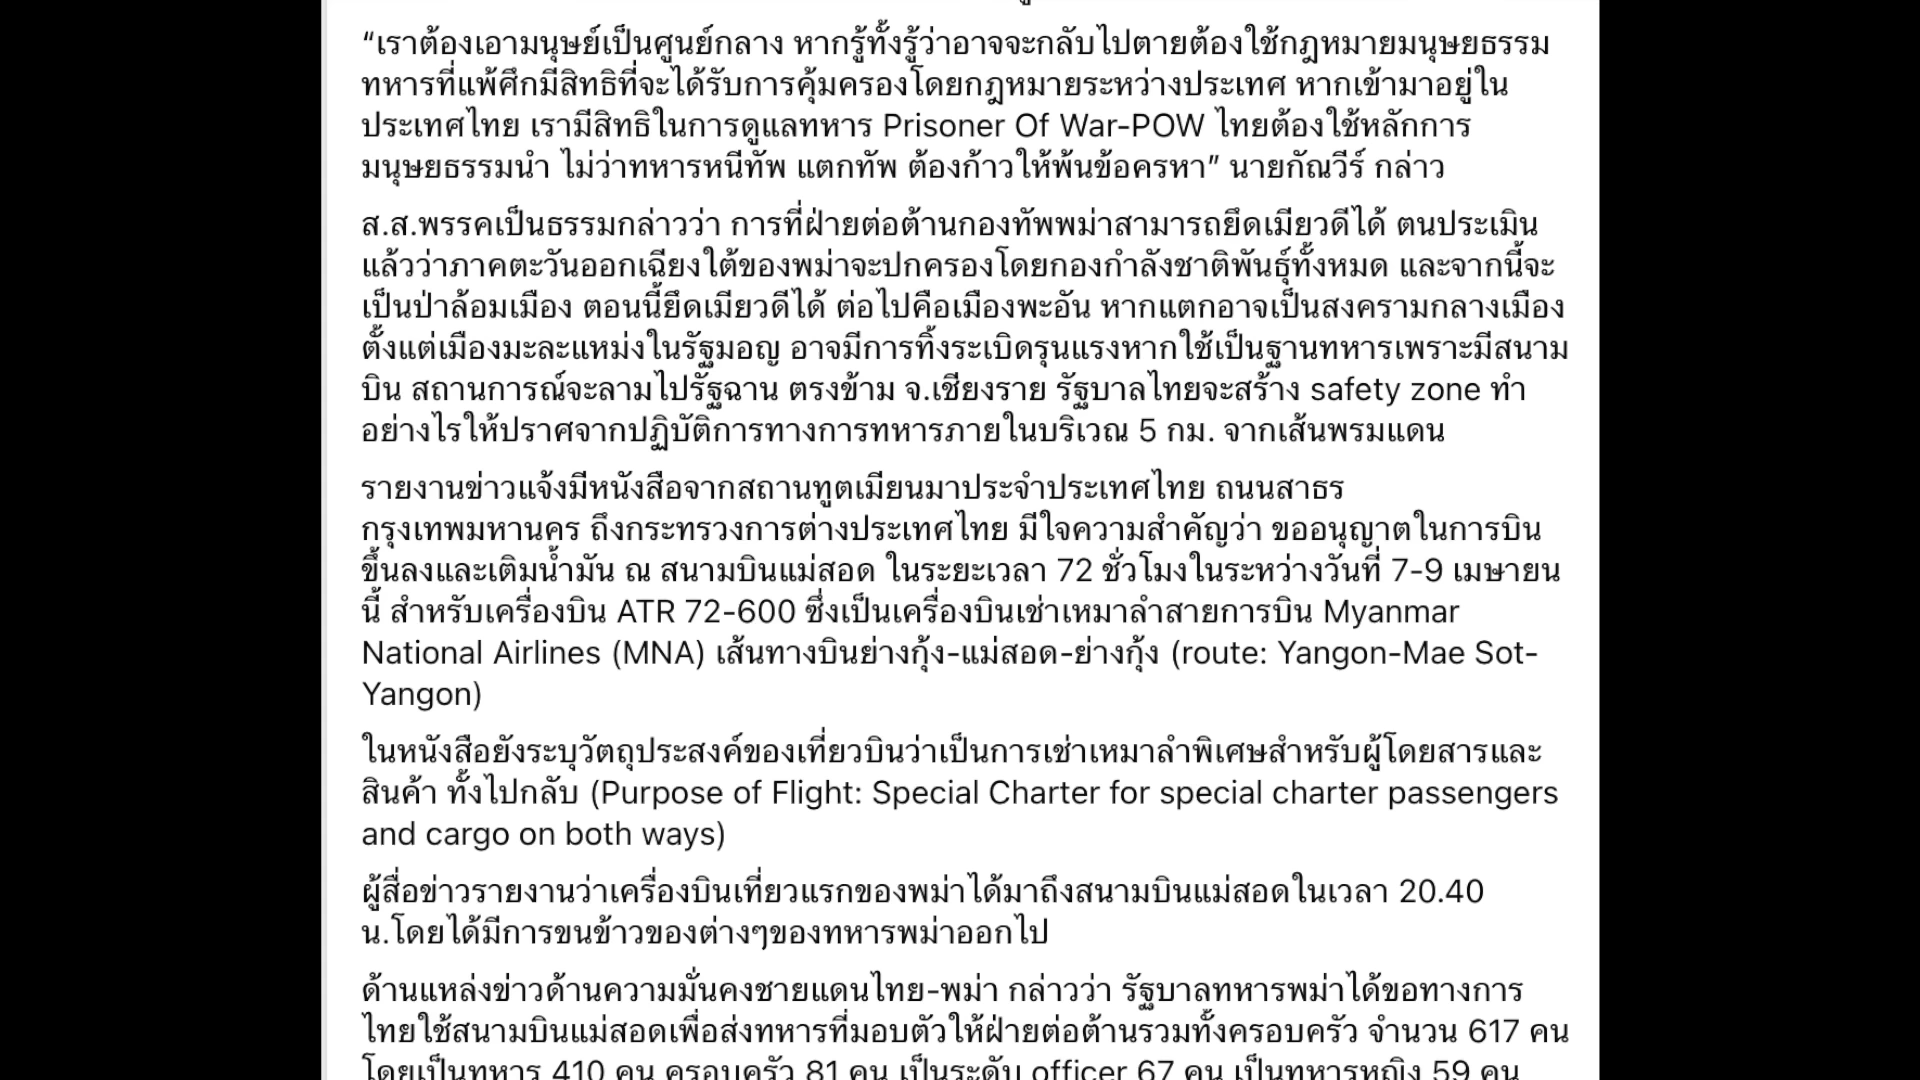 “เราต้องเอามนุษย์เป็นศูนย์กลาง หากรู้ทั้งรู้ว่าอาจจะกลับไปตายต้องใช้กฎหมายมนุษยธรรม
ทหารที่แพ้ศึกมีสิทธิที่จะได้รับการคุ้มครองโดยกฎหมายระหว่างประเทศ หากเข้ามาอยู่ใน
ประเทศไทย เรามีสิทธิในการดูแลทหาร Prisoner Of War-POW ไทยต้องใช้หลักการ
มนุษยธรรมนำ ไม่ว่าทหารหนีทัพ แตกทัพ ต้องก้าวให้พ้นข้อครหา” นายกัณวีร์ กล่าว
ส.ส.พรรคเป็นธรรมกล่าวว่า การที่ฝ่ายต่อต้านกองทัพพม่าสามารถยึดเมียวดีได้ ตนประเมิน
แล้วว่าภาคตะวันออกเฉียงใต้ของพม่าจะปกครองโดยกองกำลังชาติพันธุ์ทั้งหมด และจากนี้จะ
เป็นป่าล้อมเมือง ตอนนี้ยึดเมียวดีได้ ต่อไปคือเมืองพะอัน หากแตกอาจเป็นสงครามกลางเมือง
ตั้งแต่เมืองมะละแหม่งในรัฐมอญ อาจมีการทิ้งระเบิดรุนแรงหากใช้เป็นฐานทหารเพราะมีสนาม
บิน สถานการณ์จะลามไปรัฐฉาน ตรงข้าม จ.เชียงราย รัฐบาลไทยจะสร้าง safety zone ทำ
อย่างไรให้ปราศจากปฏิบัติการทางการทหารภายในบริเวณ 5 กม. จากเส้นพรมแดน
รายงานข่าวแจ้งมีหนังสือจากสถานทูตเมียนมาประจำประเทศไทย ถนนสาธร
กรุงเทพมหานคร ถึงกระทรวงการต่างประเทศไทย มีใจความสำคัญว่า ขออนุญาตในการบิน
ขึ้นลงและเติมน้ำมัน ณ สนามบินแม่สอด ในระยะเวลา 72 ชั่วโมงในระหว่างวันที่ 7-9 เมษายน
นี้ สำหรับเครื่องบิน ATR 72-600 ซึ่งเป็นเครื่องบินเช่าเหมาลำสายการบิน Myanmar
National Airlines (MNA) เส้นทางบินย่างกุ้ง-แม่สอด-ย่างกุ้ง (route: Yangon-Mae Sot-
Yangon)
ในหนังสือยังระบุวัตถุประสงค์ของเที่ยวบินว่าเป็นการเช่าเหมาลำพิเศษสำหรับผู้โดยสารและ
สินค้า ทั้งไปกลับ (Purpose of Flight: Special Charter for special charter passengers
and cargo on both ways)
ผู้สื่อข่าวรายงานว่าเครื่องบินเที่ยวแรกของพม่าได้มาถึงสนามบินแม่สอดในเวลา 20.40
น.โดยได้มีการขนข้าวของต่างๆของทหารพม่าออกไป
ด้านแหล่งข่าวด้านความมั่นคงชายแดนไทย-พม่า กล่าวว่า รัฐบาลทหารพม่าได้ขอทางการ
ไทยใช้สนามบินแม่สอดเพื่อส่งทหารที่มอบตัวให้ฝ่ายต่อต้านรวมทั้งครอบครัว จำนวน 617 คน
โดยเป็นทหาร 410 คน ครอบครัว 81 คน เป็นระดับ officer 67 คน เป็นทหารหญิง 59 คน